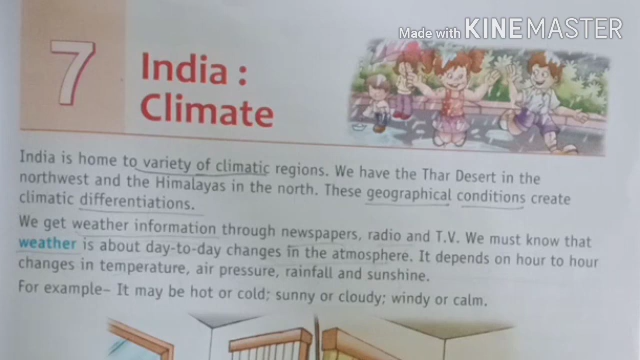 Made with KINEMASTER
7
India :
Climate
India is home to variety of climatic regions. We have the Thar Desert in the
northwest and the Himalayas in the north. These geographical conditions create
climatic differentiations.
We get weather information through newspapers, radio and T.V. We must know that
weather is about day-to-day changes in the atmosphere. It depends on hour to hour
changes in temperature, air pressure, rainfall and sunshine.
For example– It may be hot or cold; sunny or cloudy; windy or calm.